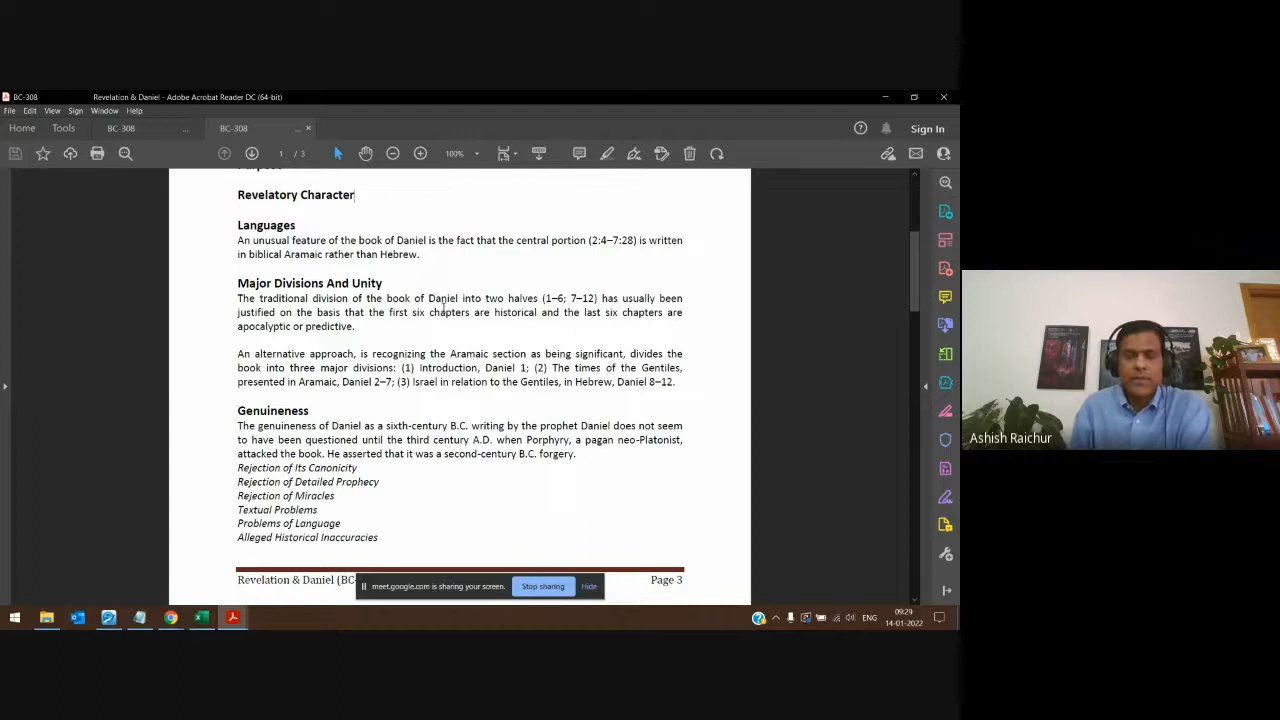 BC-308
Revelation & Daniel - Adobe Acrobat Reader DC (64-bit)
File Edit View Sign Window Help
Home Tools BC-308 ... BC-308 ... ×
? Sign In
1 / 3 100%
Purpose
Revelatory Character
Languages
An unusual feature of the book of Daniel is the fact that the central portion (2:4–7:28) is written
in biblical Aramaic rather than Hebrew.
Major Divisions And Unity
The traditional division of the book of Daniel into two halves (1–6; 7–12) has usually been
justified on the basis that the first six chapters are historical and the last six chapters are
apocalyptic or predictive.
An alternative approach, is recognizing the Aramaic section as being significant, divides the
book into three major divisions: (1) Introduction, Daniel 1; (2) The times of the Gentiles,
presented in Aramaic, Daniel 2–7; (3) Israel in relation to the Gentiles, in Hebrew, Daniel 8–12.
Genuineness
The genuineness of Daniel as a sixth-century B.C. writing by the prophet Daniel does not seem
to have been questioned until the third century A.D. when Porphyry, a pagan neo-Platonist,
attacked the book. He asserted that it was a second-century B.C. forgery.
Rejection of Its Canonicity
Rejection of Detailed Prophecy
Rejection of Miracles
Textual Problems
Problems of Language
Alleged Historical Inaccuracies
Revelation & Daniel (BC- Page 3
meet.google.com is sharing your screen. Stop sharing Hide
ENG 09:29
14-01-2022
Ashish Raichur